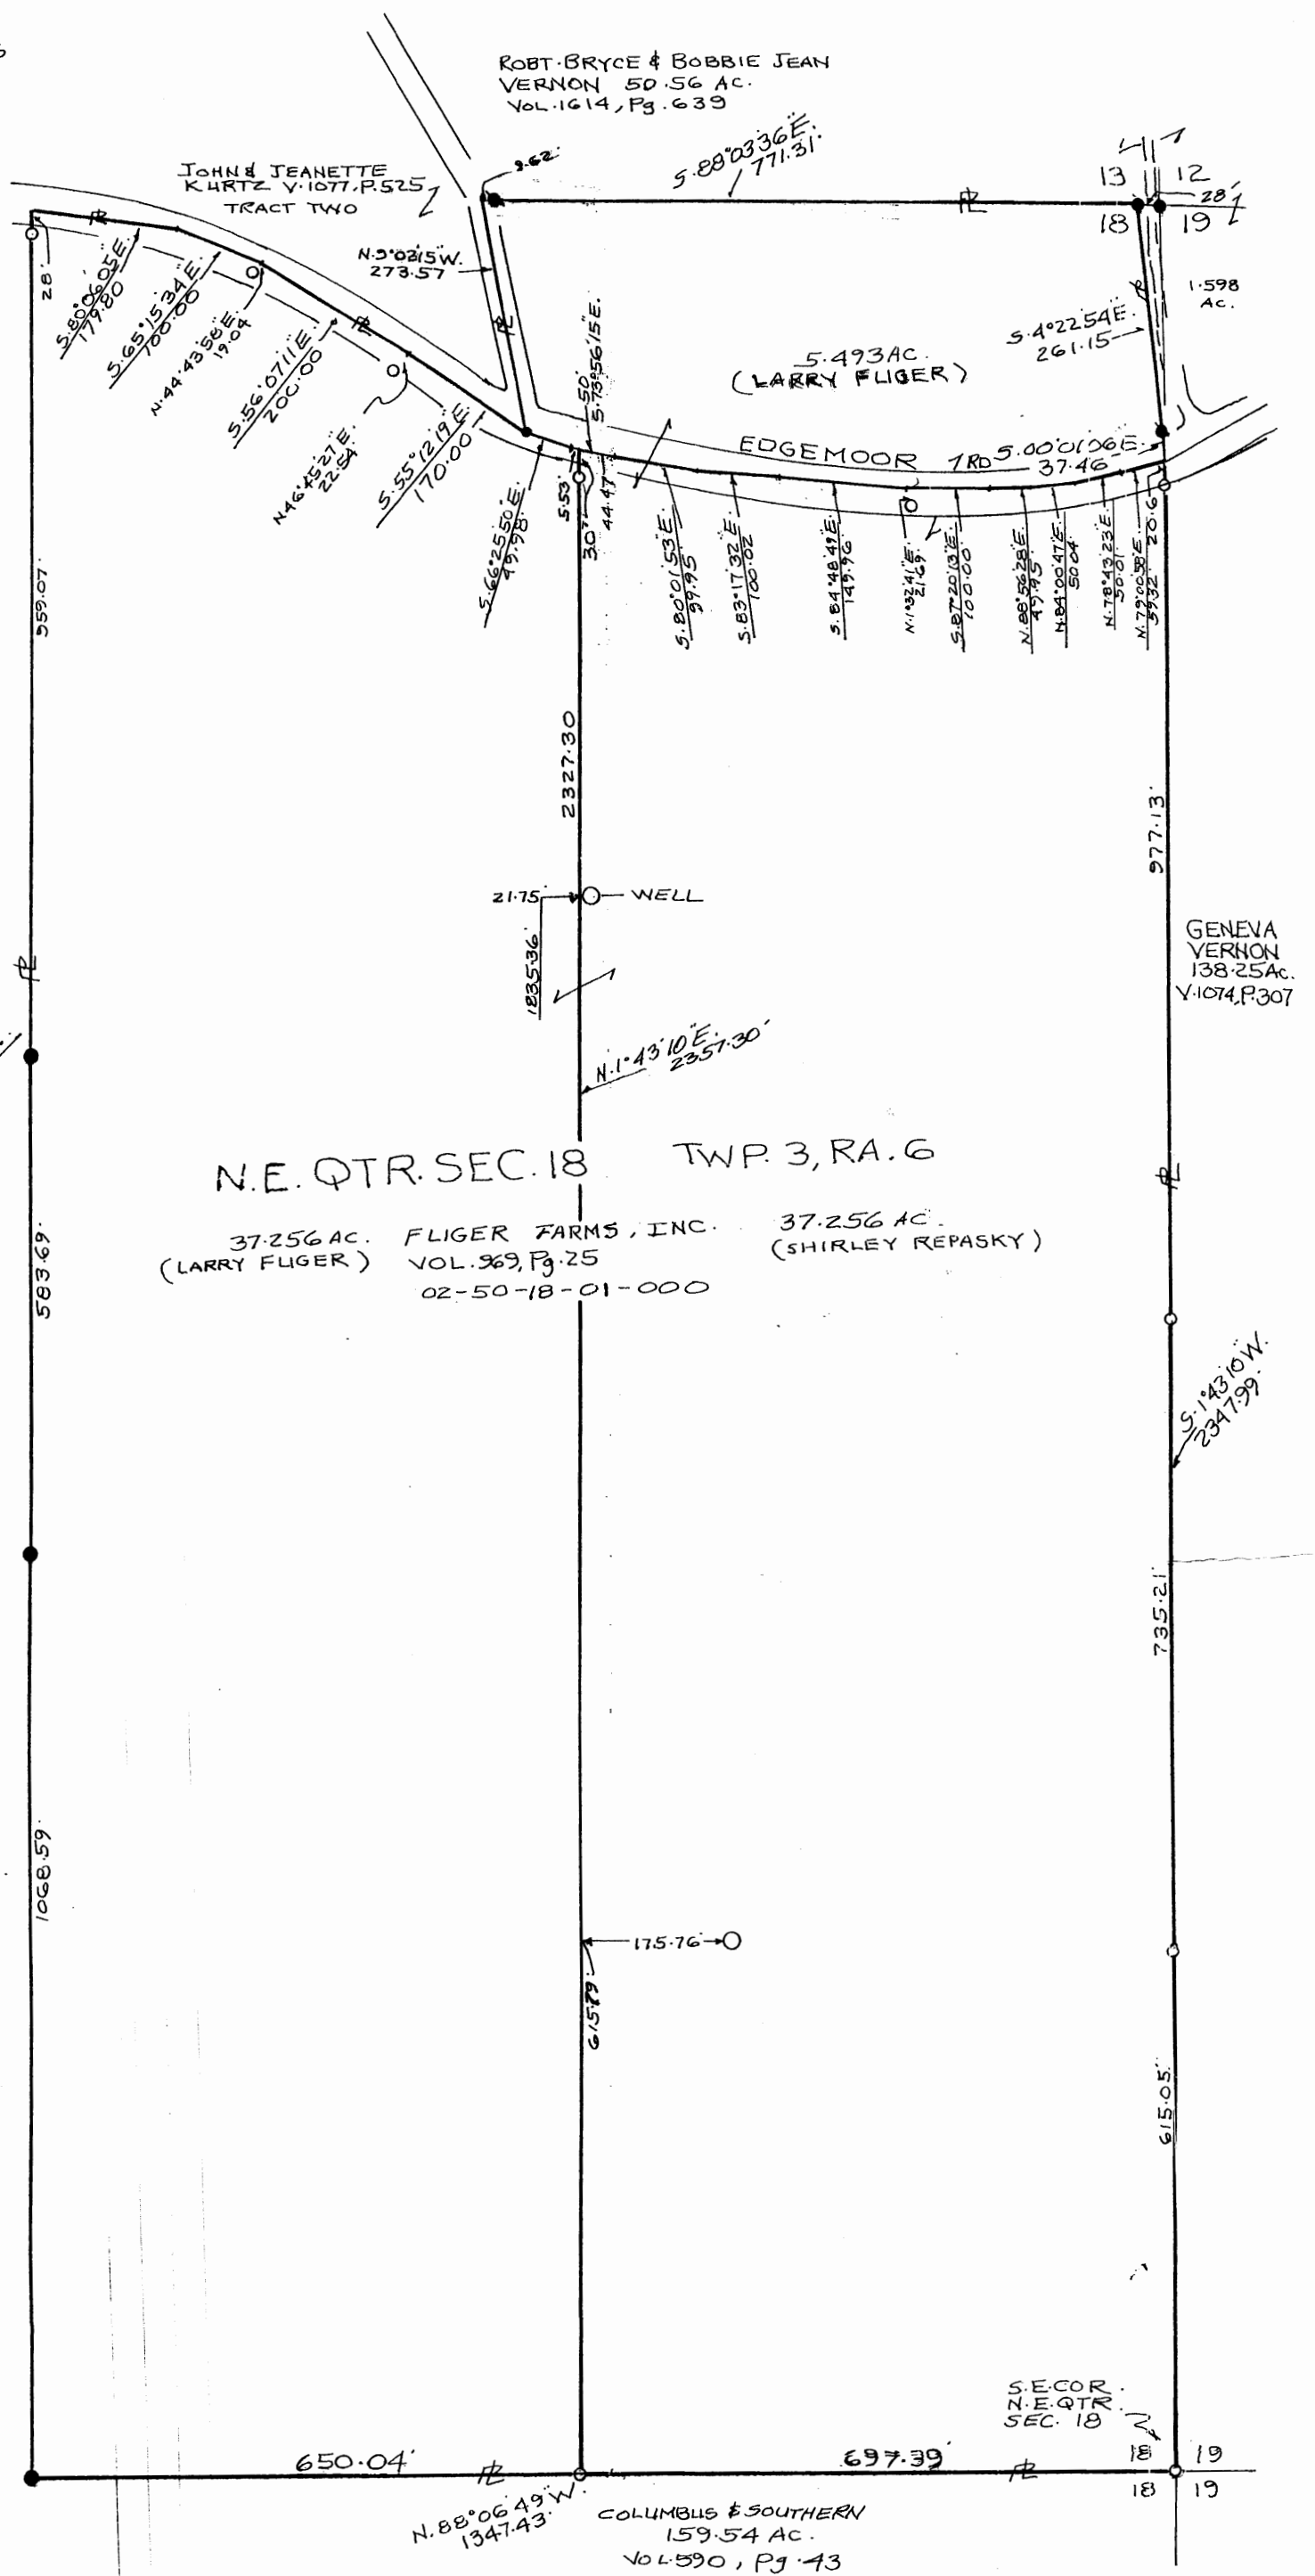 ROBT. BRYCE & BOBBIE JEAN
VERNON 50.56 AC.
VOL. 1614, Pg. 639
JOHN & JEANETTE
KURTZ V.1077.P.525
TRACT TWO
9.62'
S.88°03'36"E.
771.31'
13 12
28'
18 19
N.9°02'15"W.
273.57
1.598
AC.
S.4°22'54"E.
261.15
5.493 AC.
(LARRY FLIGER)
28'
S.80°06'05"E.
179.80
S.65°15'34"E.
100.00
N.44°43'58"E.
19.04
S.56°07'11"E.
200.00
N.46°45'27"E.
22.54
S.55°12'19"E.
170.00
S.66°25'50"E.
49.98
50'
S.73°56'15"E.
5.53'
30'
44.47
EDGEMOOR RD
S.00°01'06"E.
37.46
S.80°01'53"E.
99.95
S.83°17'32"E.
100.02
S.84°48'49"E.
149.96
N.1°32'41"E.
21.69
S.87°20'13"E.
100.00
N.88°56'28"E.
49.95
N.84°00'47"E.
50.04
N.78°43'23"E.
50.01
N.79°00'58"E.
59.32
20.6
959.07'
2327.30
977.13'
21.75'
WELL
1835.36'
GENEVA
VERNON
138.25 Ac.
V.1074, P.307
N.1°43'10"E.
2357.30'
N.E. QTR. SEC. 18 TWP. 3, RA. 6
37.256 AC. FLIGER FARMS, INC. 37.256 AC.
(LARRY FLIGER) VOL. 969, Pg. 25 (SHIRLEY REPASKY)
02-50-18-01-000
583.69'
S.1°43'10"W.
2347.99'
735.21'
1068.59'
175.76'
615.05'
S.E. COR.
N.E. QTR.
SEC. 18
650.04'
697.39'
18 19
18 19
N.88°06'49"W.
1347.43'
COLUMBUS & SOUTHERN
159.54 AC.
VOL. 590, Pg. 43